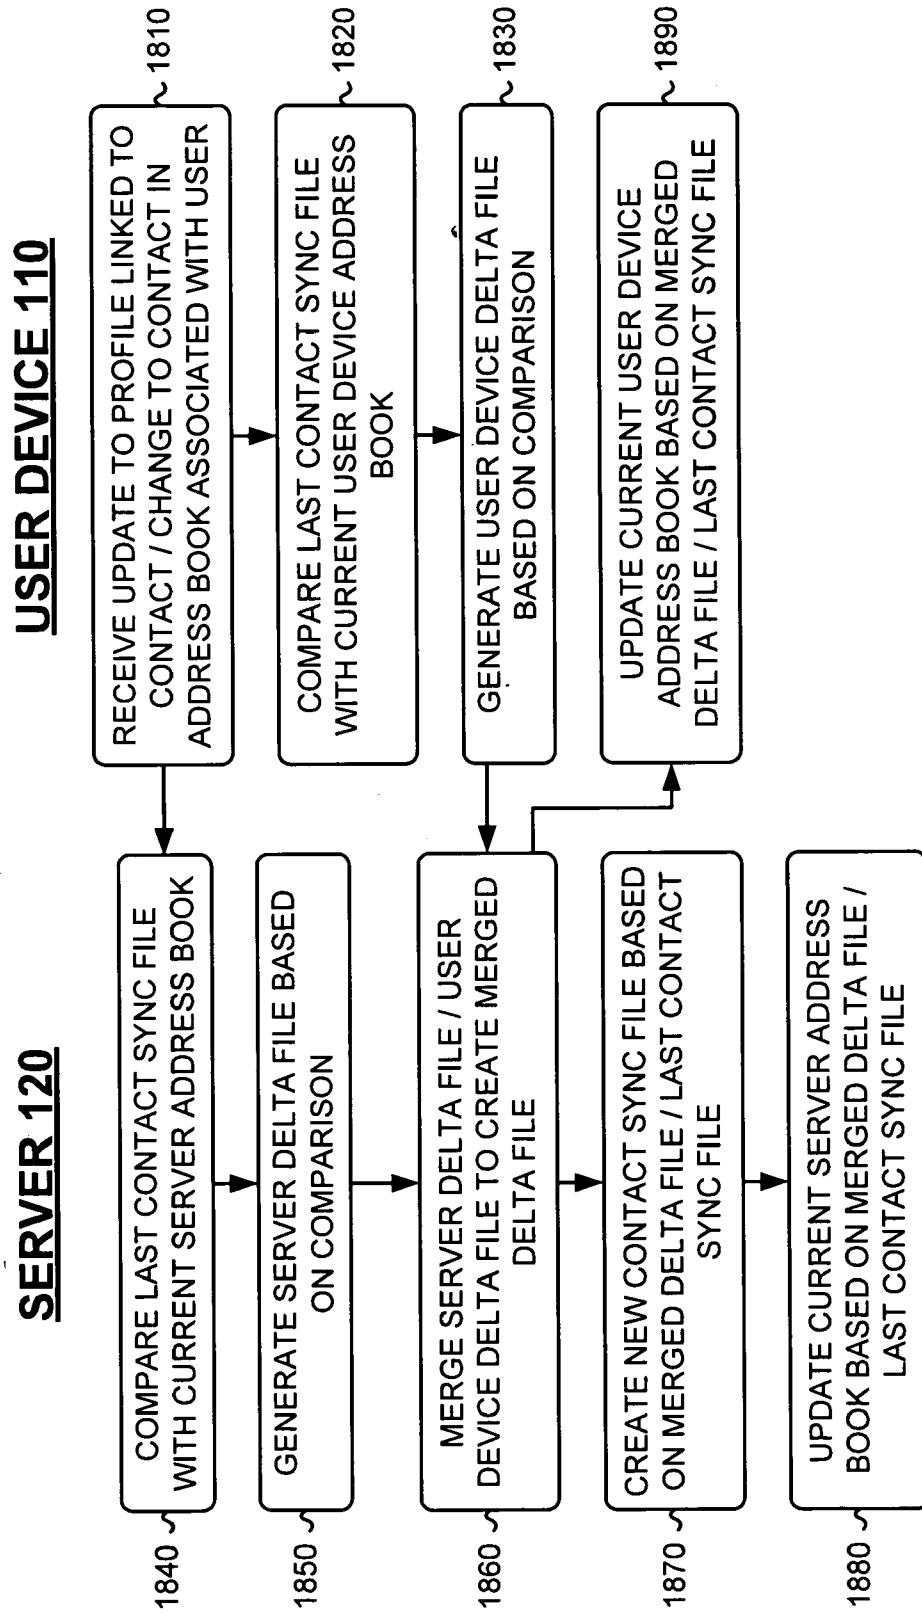 SERVER 120
USER DEVICE 110
1840
COMPARE LAST CONTACT SYNC FILE
WITH CURRENT SERVER ADDRESS BOOK
1850
GENERATE SERVER DELTA FILE BASED
ON COMPARISON
1860
MERGE SERVER DELTA FILE / USER
DEVICE DELTA FILE TO CREATE MERGED
DELTA FILE
1870
CREATE NEW CONTACT SYNC FILE BASED
ON MERGED DELTA FILE / LAST CONTACT
SYNC FILE
1880
UPDATE CURRENT SERVER ADDRESS
BOOK BASED ON MERGED DELTA FILE /
LAST CONTACT SYNC FILE
RECEIVE UPDATE TO PROFILE LINKED TO
CONTACT / CHANGE TO CONTACT IN
ADDRESS BOOK ASSOCIATED WITH USER
1810
COMPARE LAST CONTACT SYNC FILE
WITH CURRENT USER DEVICE ADDRESS
BOOK
1820
GENERATE USER DEVICE DELTA FILE
BASED ON COMPARISON
1830
UPDATE CURRENT USER DEVICE
ADDRESS BOOK BASED ON MERGED
DELTA FILE / LAST CONTACT SYNC FILE
1890